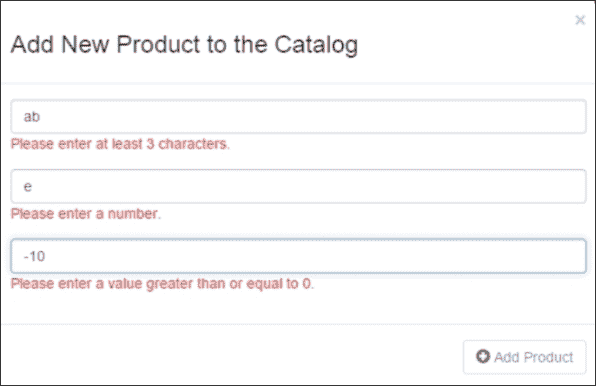 ×
Add New Product to the Catalog
ab
Please enter at least 3 characters.
e
Please enter a number.
-10
Please enter a value greater than or equal to 0.
Add Product